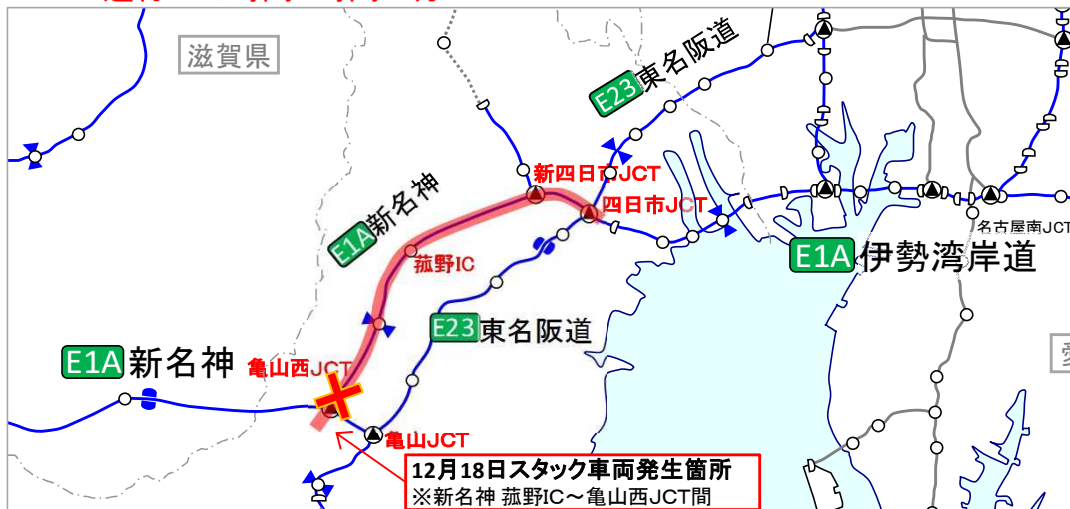 滋賀県
E23 東名阪道
新四日市JCT
四日市JCT
E1A 新名神
菰野IC
名古屋南JCT
E1A 伊勢湾岸道
E23 東名阪道
E1A 新名神
亀山西JCT
亀山JCT
12月18日スタック車両発生箇所
※新名神 菰野IC～亀山西JCT間